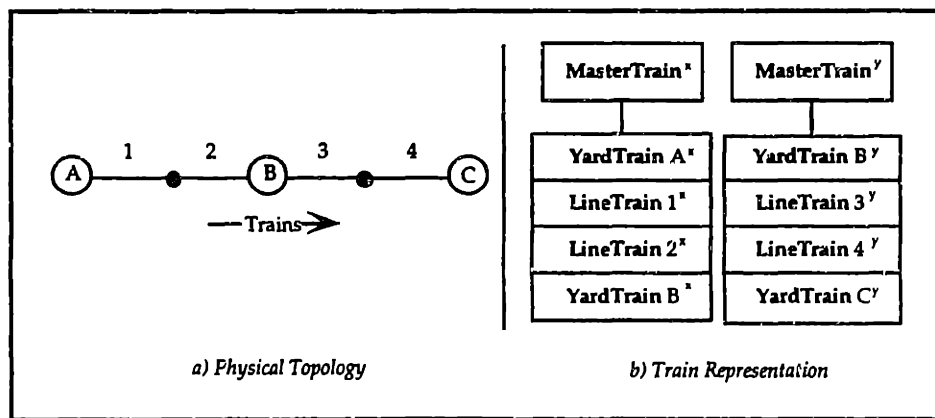 1 2 3 4
A B C
Trains
a) Physical Topology
MasterTrain x
YardTrain A x
LineTrain 1 x
LineTrain 2 x
YardTrain B x
MasterTrain y
YardTrain B y
LineTrain 3 y
LineTrain 4 y
YardTrain C y
b) Train Representation